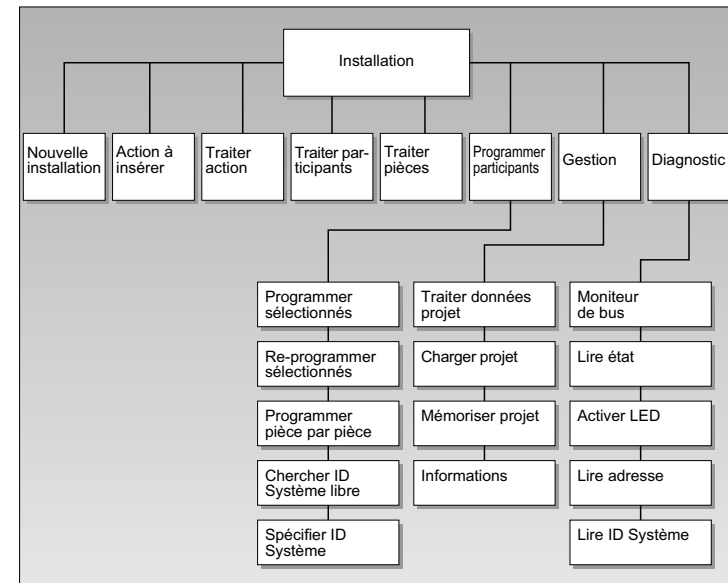 Installation
Nouvelle
installation
Action à
insérer
Traiter
action
Traiter par-
ticipants
Traiter
pièces
Programmer
participants
Gestion
Diagnostic
Programmer
sélectionnés
Re-programmer
sélectionnés
Programmer
pièce par pièce
Chercher ID
Système libre
Spécifier ID
Système
Traiter données
projet
Charger projet
Mémoriser projet
Informations
Moniteur
de bus
Lire état
Activer LED
Lire adresse
Lire ID Système